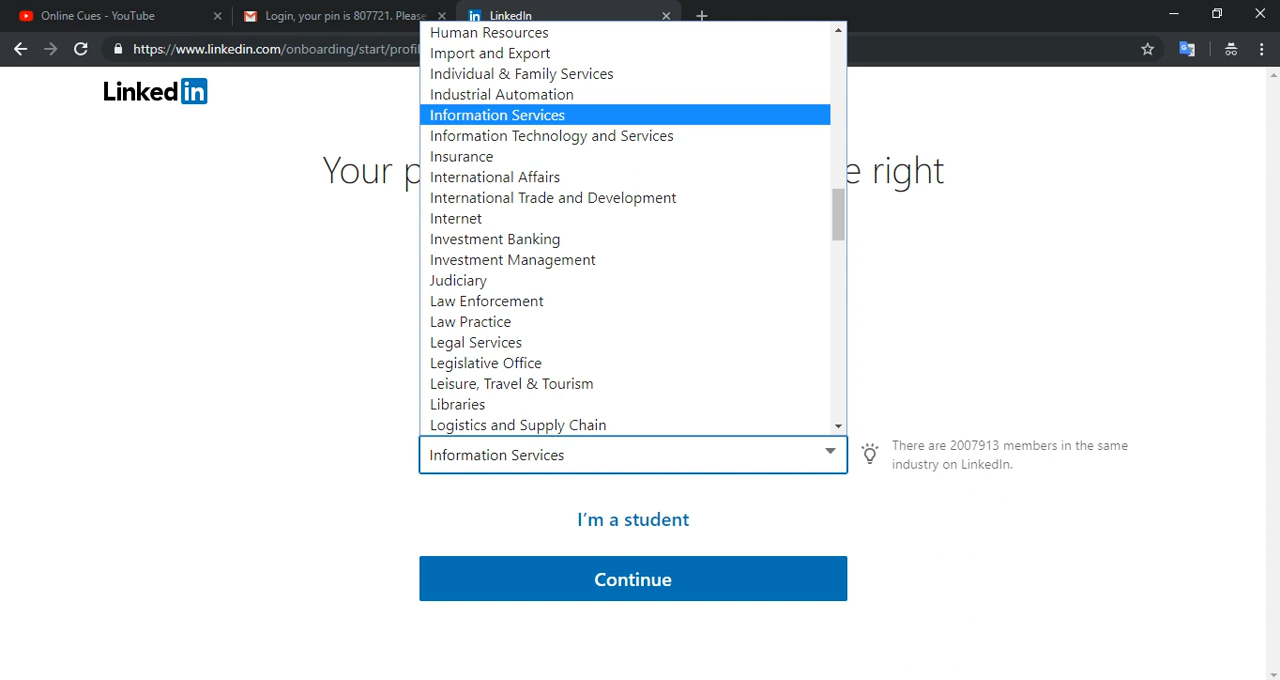 Online Cues - YouTube
Login, your pin is 807721. Please
LinkedIn
https://www.linkedin.com/onboarding/start/profil
Linked in
Your p
e right
Human Resources
Import and Export
Individual & Family Services
Industrial Automation
Information Services
Information Technology and Services
Insurance
International Affairs
International Trade and Development
Internet
Investment Banking
Investment Management
Judiciary
Law Enforcement
Law Practice
Legal Services
Legislative Office
Leisure, Travel & Tourism
Libraries
Logistics and Supply Chain
Information Services
There are 2007913 members in the same
industry on LinkedIn.
I'm a student
Continue